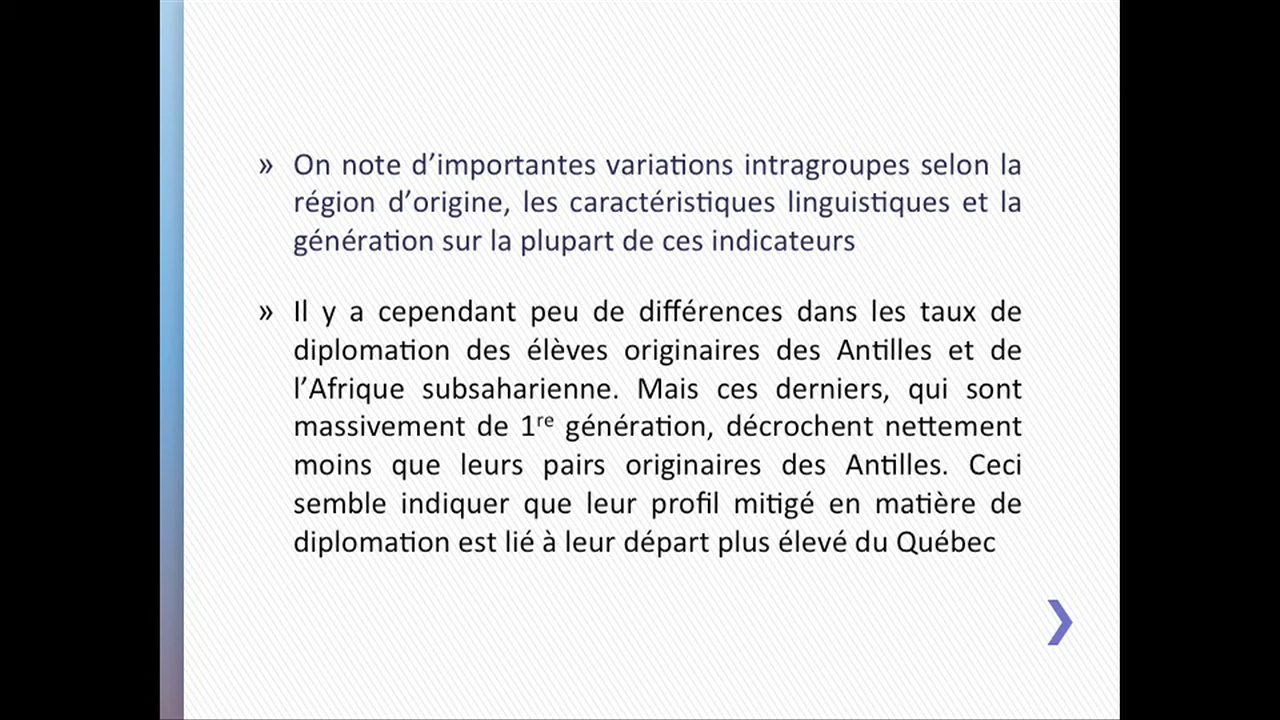 » On note d’importantes variations intragroupes selon la
région d’origine, les caractéristiques linguistiques et la
génération sur la plupart de ces indicateurs
» Il y a cependant peu de différences dans les taux de
diplomation des élèves originaires des Antilles et de
l’Afrique subsaharienne. Mais ces derniers, qui sont
massivement de 1re génération, décrochent nettement
moins que leurs pairs originaires des Antilles. Ceci
semble indiquer que leur profil mitigé en matière de
diplomation est lié à leur départ plus élevé du Québec